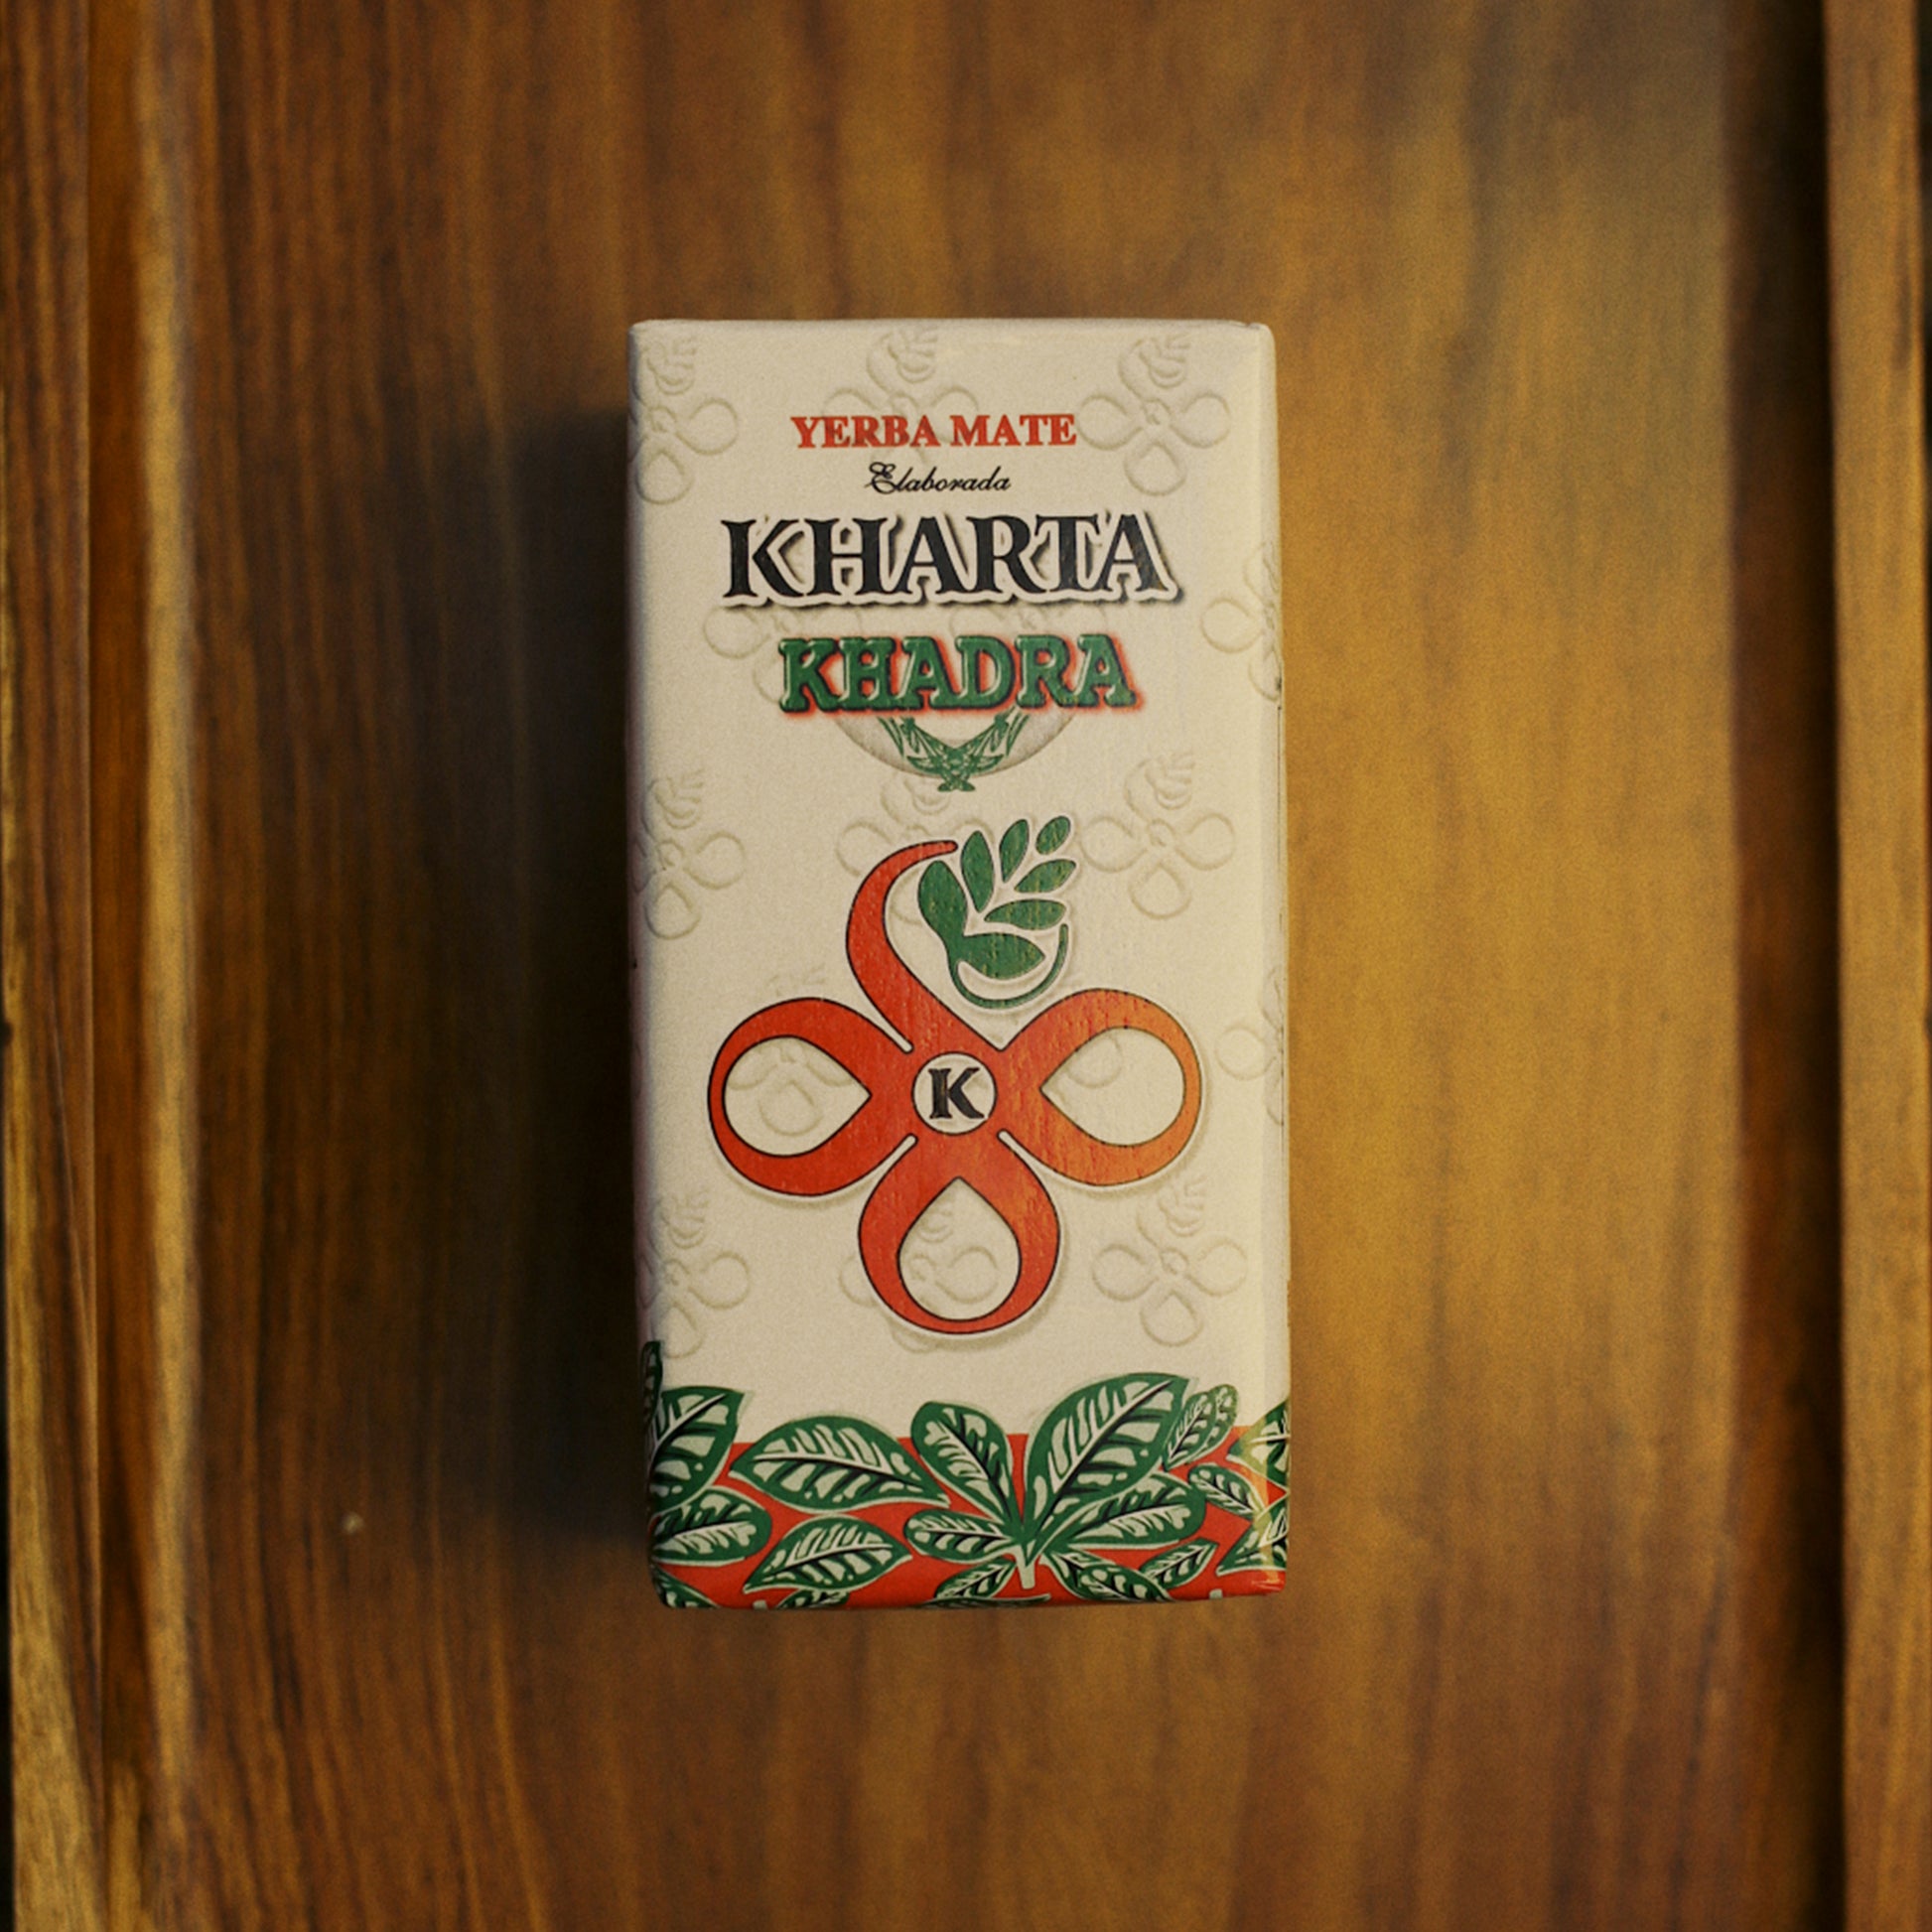 YERBA MATE
Elaborada
KHARTA
KHADRA
K